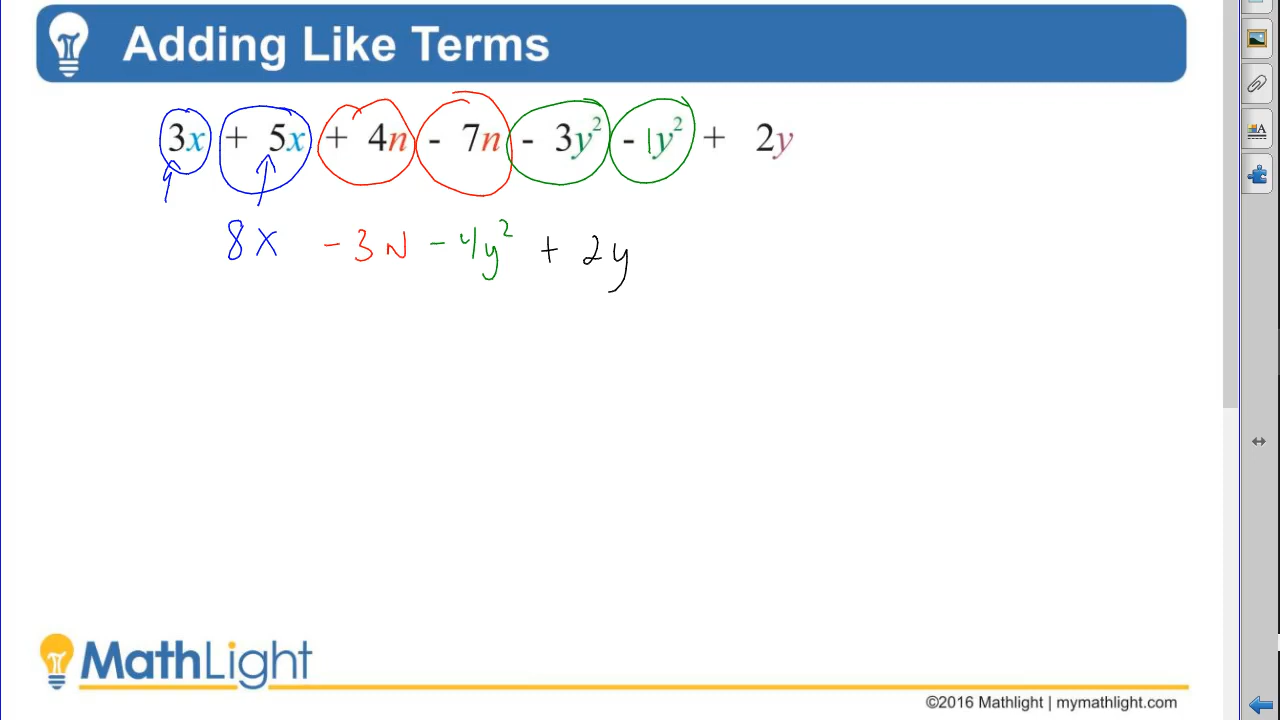 Adding Like Terms
3x + 5x + 4n - 7n - 3y² - 1y² + 2y
8x - 3N - 4y² + 2y
MathLight
©2016 Mathlight | mymathlight.com